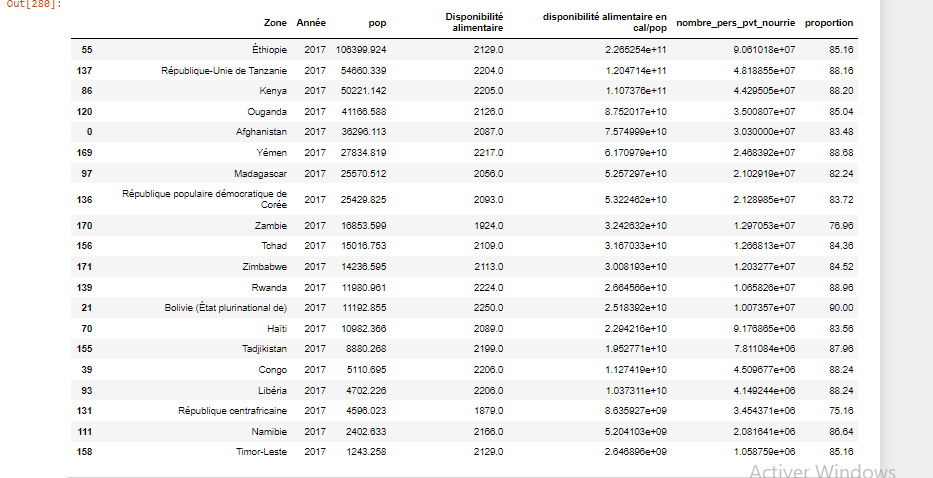 Out[280]:
Zone Année pop Disponibilité alimentaire disponibilité alimentaire en cal/pop nombre_pers_pvt_nourrie proportion
55 Éthiopie 2017 106399.924 2129.0 2.265254e+11 9.061018e+07 85.16
137 République-Unie de Tanzanie 2017 54660.339 2204.0 1.204714e+11 4.818855e+07 88.16
86 Kenya 2017 50221.142 2205.0 1.107376e+11 4.429505e+07 88.20
120 Ouganda 2017 41166.588 2126.0 8.752017e+10 3.500807e+07 85.04
0 Afghanistan 2017 36296.113 2087.0 7.574999e+10 3.030000e+07 83.48
169 Yémen 2017 27834.819 2217.0 6.170979e+10 2.468392e+07 88.68
97 Madagascar 2017 25570.512 2056.0 5.257297e+10 2.102919e+07 82.24
136 République populaire démocratique de Corée 2017 25429.825 2093.0 5.322462e+10 2.128985e+07 83.72
170 Zambie 2017 16853.599 1924.0 3.242632e+10 1.297053e+07 76.96
156 Tchad 2017 15016.753 2109.0 3.167033e+10 1.266813e+07 84.36
171 Zimbabwe 2017 14236.595 2113.0 3.008193e+10 1.203277e+07 84.52
139 Rwanda 2017 11980.961 2224.0 2.664566e+10 1.065826e+07 88.96
21 Bolivie (État plurinational de) 2017 11192.855 2250.0 2.518392e+10 1.007357e+07 90.00
70 Haïti 2017 10982.366 2089.0 2.294216e+10 9.176865e+06 83.56
155 Tadjikistan 2017 8880.268 2199.0 1.952771e+10 7.811084e+06 87.96
39 Congo 2017 5110.695 2206.0 1.127419e+10 4.509677e+06 88.24
93 Libéria 2017 4702.226 2206.0 1.037311e+10 4.149244e+06 88.24
131 République centrafricaine 2017 4596.023 1879.0 8.635927e+09 3.454371e+06 75.16
111 Namibie 2017 2402.633 2166.0 5.204103e+09 2.081641e+06 86.64
158 Timor-Leste 2017 1243.258 2129.0 2.646896e+09 1.058759e+06 85.16
Activer Windows